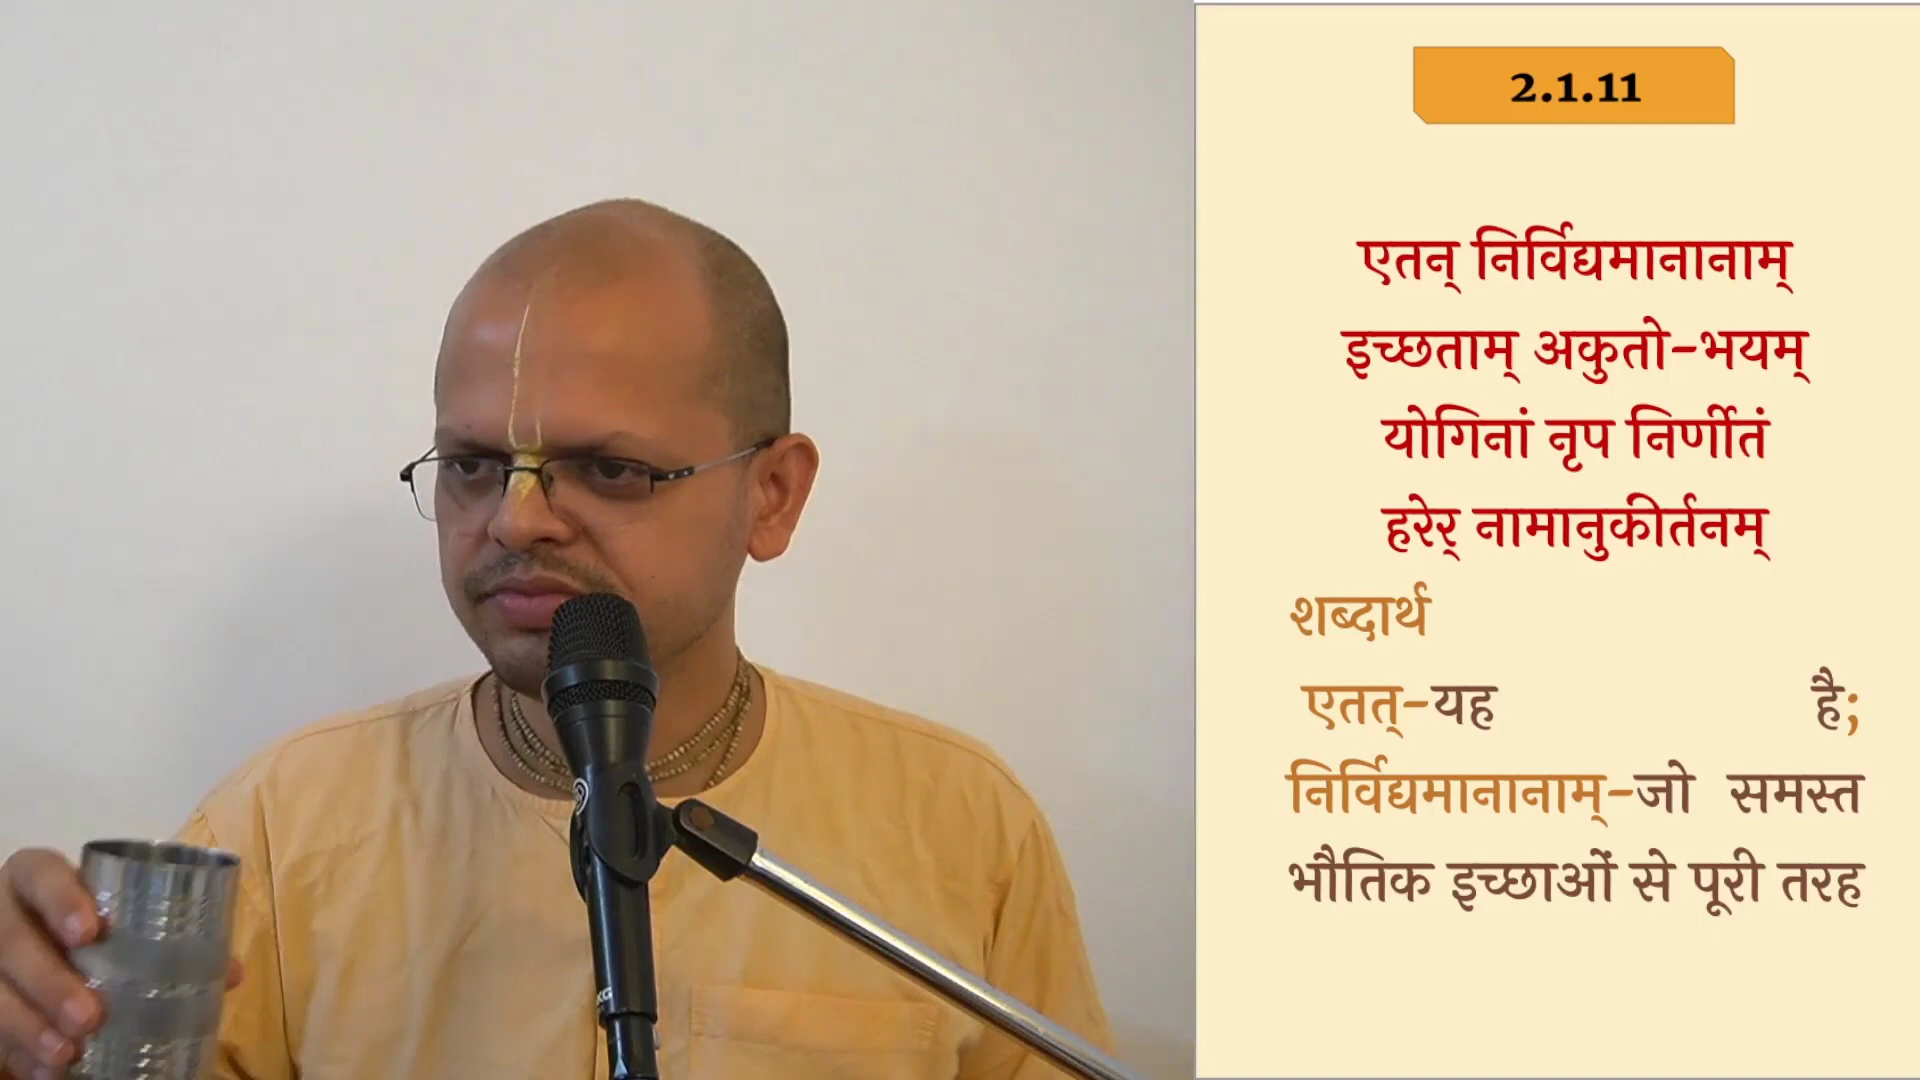 2.1.11
एतन् निर्विद्यमानानाम्
इच्छताम् अकुतो-भयम्
योगिनां नृप निर्णीतं
हरेर् नामानुकीर्तनम्
शब्दार्थ
एतत्-यह है;
निर्विद्यमानानाम्-जो समस्त
भौतिक इच्छाओं से पूरी तरह